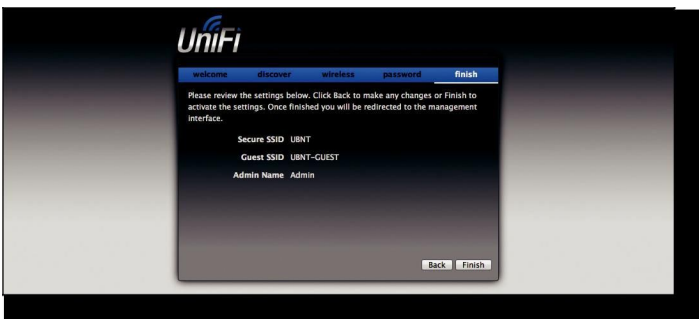 UniFi
welcome discover wireless password finish
Please review the settings below. Click Back to make any changes or Finish to
activate the settings. Once finished you will be redirected to the management
interface.
Secure SSID UBNT
Guest SSID UBNT-GUEST
Admin Name Admin
Back Finish